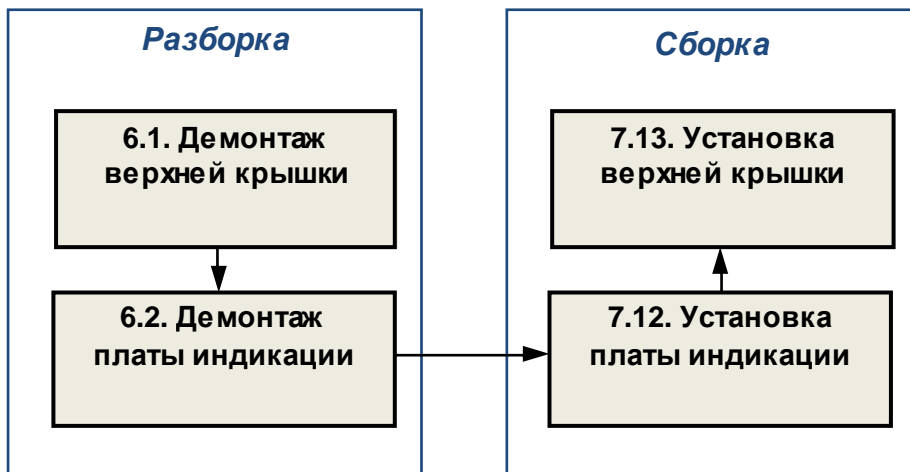 Разборка
6.1. Демонтаж
верхней крышки
6.2. Демонтаж
платы индикации
Сборка
7.13. Установка
верхней крышки
7.12. Установка
платы индикации